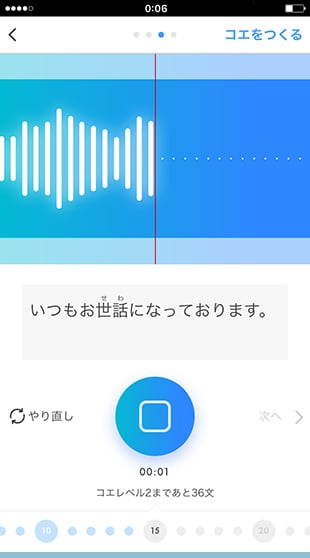 0:06
コエをつくる
せわ
いつもお世話になっております。
やり直し
次へ
00:01
コエレベル2まであと36文
10
15
20